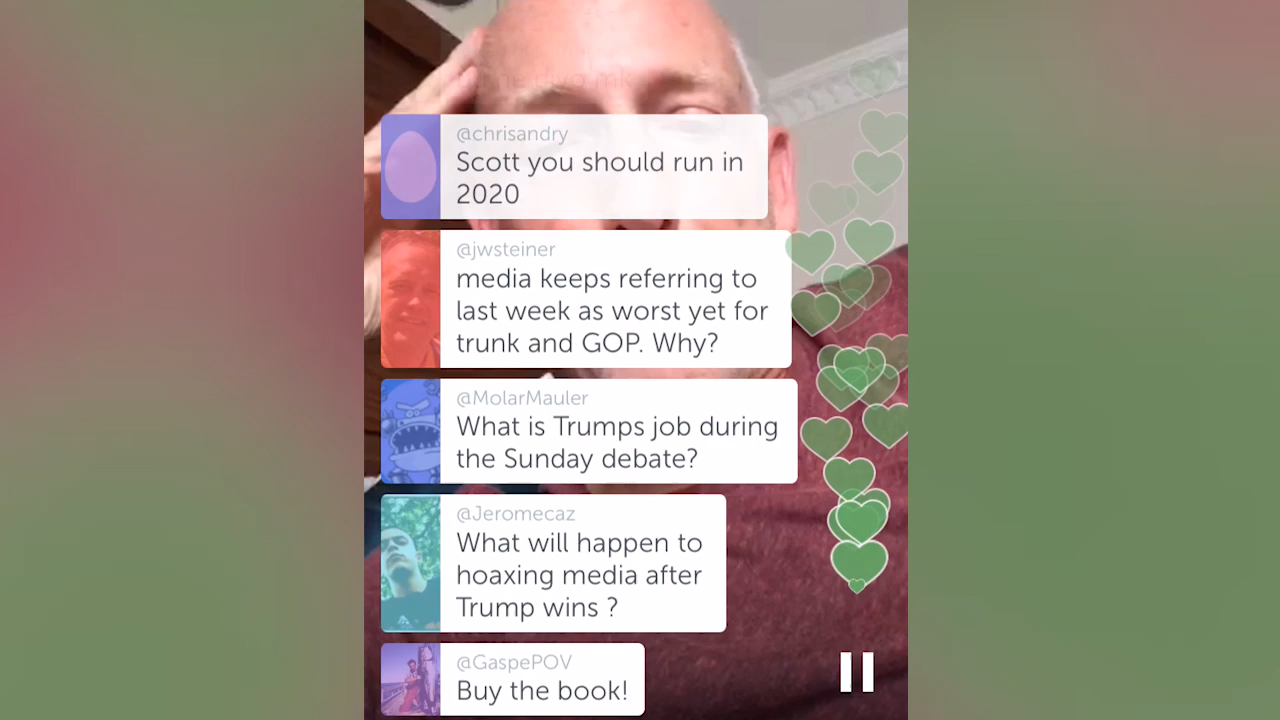 @chrisandry
Scott you should run in
2020
@jwsteiner
media keeps referring to
last week as worst yet for
trunk and GOP. Why?
@MolarMauler
What is Trumps job during
the Sunday debate?
@Jeromecaz
What will happen to
hoaxing media after
Trump wins ?
@GaspePOV
Buy the book!